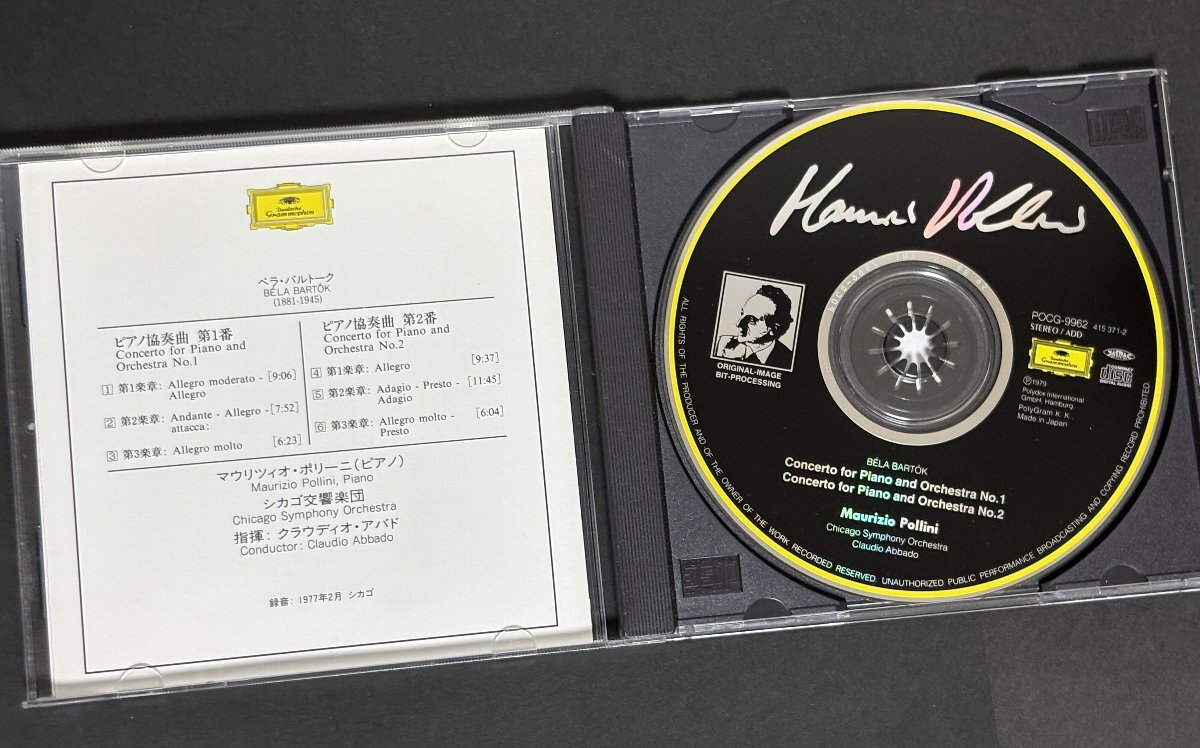 Deutsche
Grammophon
ベラ・バルトーク
BÉLA BARTÓK
(1881-1945)
ピアノ協奏曲 第1番
Concerto for Piano and
Orchestra No.1
1 第1楽章: Allegro moderato - [9:06]
Allegro
2 第2楽章: Andante - Allegro - [7:52]
attacca:
3 第3楽章: Allegro molto [6:23]
ピアノ協奏曲 第2番
Concerto for Piano and
Orchestra No.2
4 第1楽章: Allegro [9:37]
5 第2楽章: Adagio - Presto - [11:45]
Adagio
6 第3楽章: Allegro molto - [6:04]
Presto
マウリツィオ・ポリーニ(ピアノ)
Maurizio Pollini, Piano
シカゴ交響楽団
Chicago Symphony Orchestra
指揮: クラウディオ・アバド
Conductor: Claudio Abbado
録音: 1977年2月 シカゴ
Maurizio Pollini
ORIGINAL-IMAGE
BIT-PROCESSING
POCG-9962 415 371-2
STEREO / ADD
Deutsche
Grammophon
COMPACT
disc
DIGITAL AUDIO
Ⓟ1979
Polydor International
GmbH, Hamburg
PolyGram K. K.
Made in Japan
BÉLA BARTÓK
Concerto for Piano and Orchestra No.1
Concerto for Piano and Orchestra No.2
Maurizio Pollini
Chicago Symphony Orchestra
Claudio Abbado
ALL RIGHTS OF THE PRODUCER AND OF THE OWNER OF THE WORK RECORDED RESERVED. UNAUTHORIZED PUBLIC PERFORMANCE BROADCASTING AND COPYING RECORD PROHIBITED.